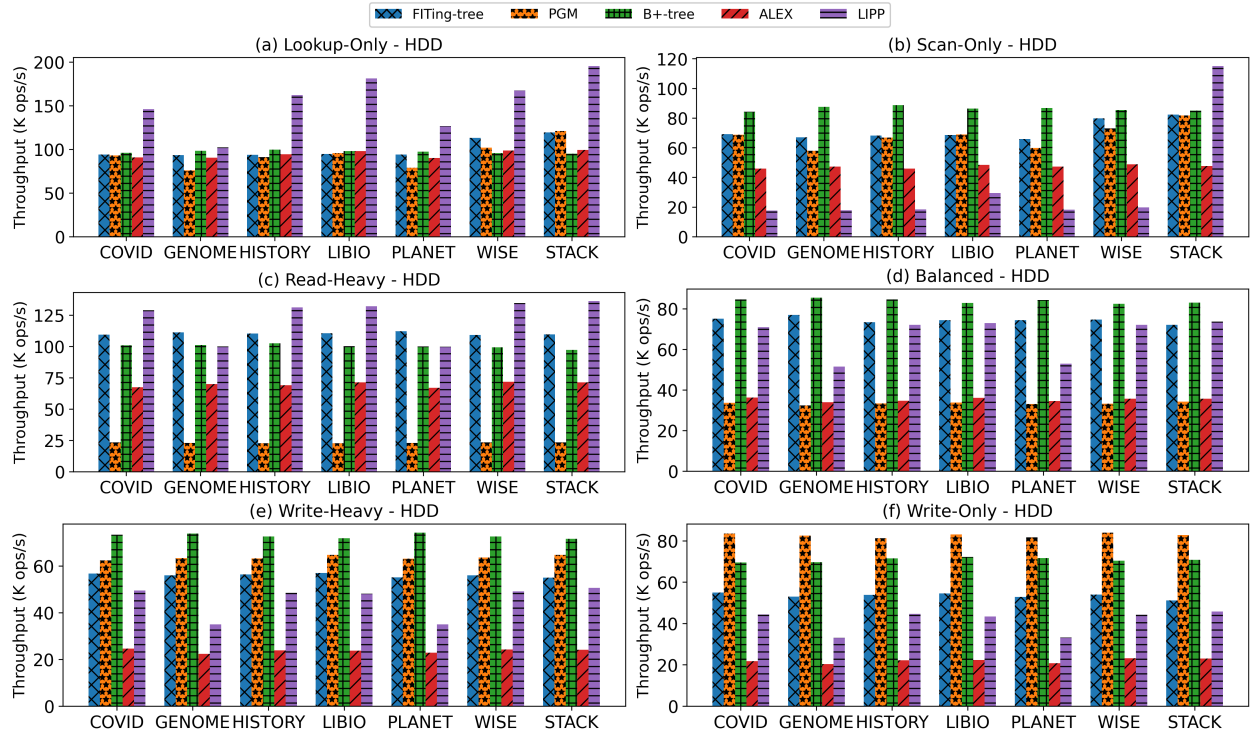 FITing-tree PGM B+-tree ALEX LIPP
(a) Lookup-Only - HDD
Throughput (K ops/s)
200
150
100
50
0
COVID GENOME HISTORY LIBIO PLANET WISE STACK
(b) Scan-Only - HDD
Throughput (K ops/s)
120
100
80
60
40
20
0
COVID GENOME HISTORY LIBIO PLANET WISE STACK
(c) Read-Heavy - HDD
Throughput (K ops/s)
125
100
75
50
25
0
COVID GENOME HISTORY LIBIO PLANET WISE STACK
(d) Balanced - HDD
Throughput (K ops/s)
80
60
40
20
0
COVID GENOME HISTORY LIBIO PLANET WISE STACK
(e) Write-Heavy - HDD
Throughput (K ops/s)
60
40
20
0
COVID GENOME HISTORY LIBIO PLANET WISE STACK
(f) Write-Only - HDD
Throughput (K ops/s)
80
60
40
20
0
COVID GENOME HISTORY LIBIO PLANET WISE STACK